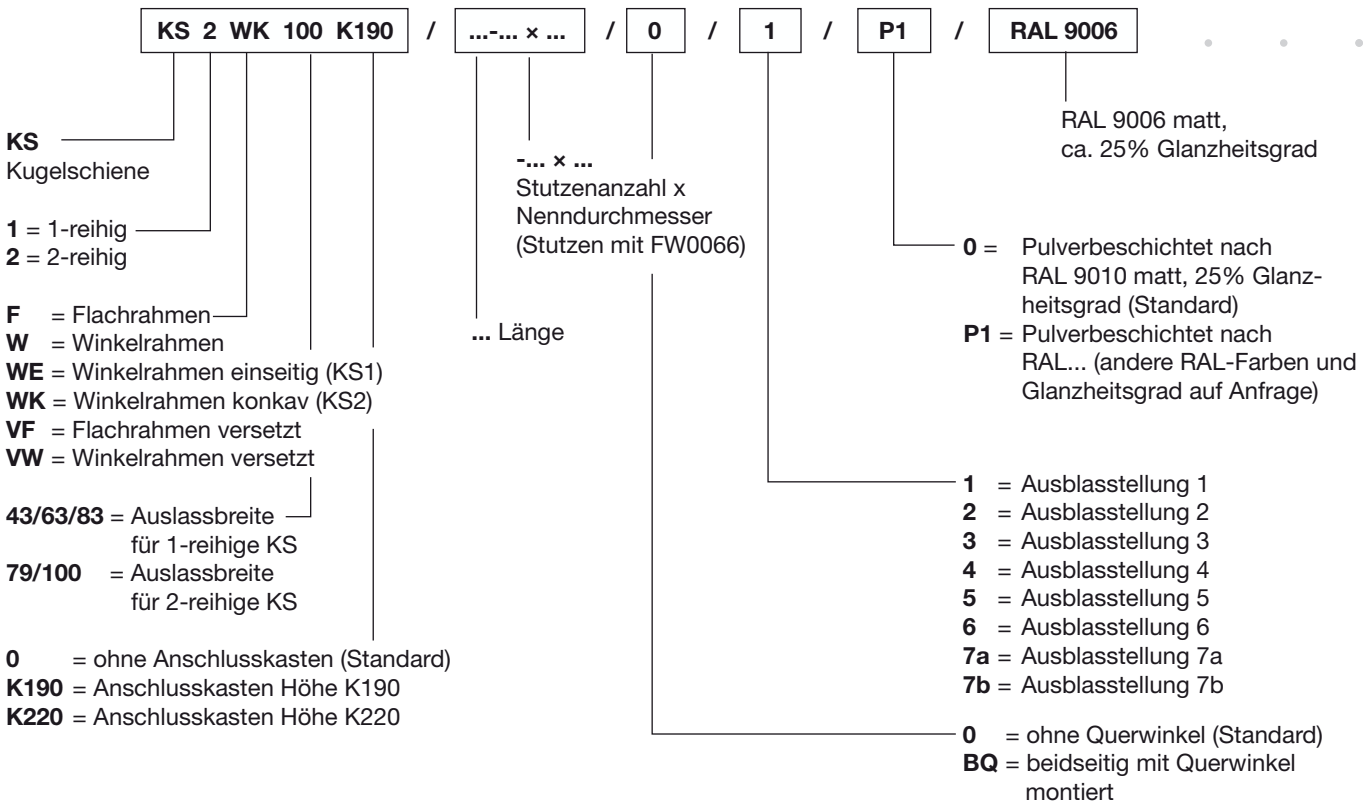 KS 2 WK 100 K190 / ...-... × ... / 0 / 1 / P1 / RAL 9006
KS
Kugelschiene
1 = 1-reihig
2 = 2-reihig
F = Flachrahmen
W = Winkelrahmen
WE = Winkelrahmen einseitig (KS1)
WK = Winkelrahmen konkav (KS2)
VF = Flachrahmen versetzt
VW = Winkelrahmen versetzt
43/63/83 = Auslassbreite
für 1-reihige KS
79/100 = Auslassbreite
für 2-reihige KS
0 = ohne Anschlusskasten (Standard)
K190 = Anschlusskasten Höhe K190
K220 = Anschlusskasten Höhe K220
... Länge
-... × ...
Stutzenanzahl x
Nenndurchmesser
(Stutzen mit FW0066)
RAL 9006 matt,
ca. 25% Glanzheitsgrad
0 = Pulverbeschichtet nach
RAL 9010 matt, 25% Glanz-
heitsgrad (Standard)
P1 = Pulverbeschichtet nach
RAL... (andere RAL-Farben und
Glanzheitsgrad auf Anfrage)
1 = Ausblasstellung 1
2 = Ausblasstellung 2
3 = Ausblasstellung 3
4 = Ausblasstellung 4
5 = Ausblasstellung 5
6 = Ausblasstellung 6
7a = Ausblasstellung 7a
7b = Ausblasstellung 7b
0 = ohne Querwinkel (Standard)
BQ = beidseitig mit Querwinkel
montiert